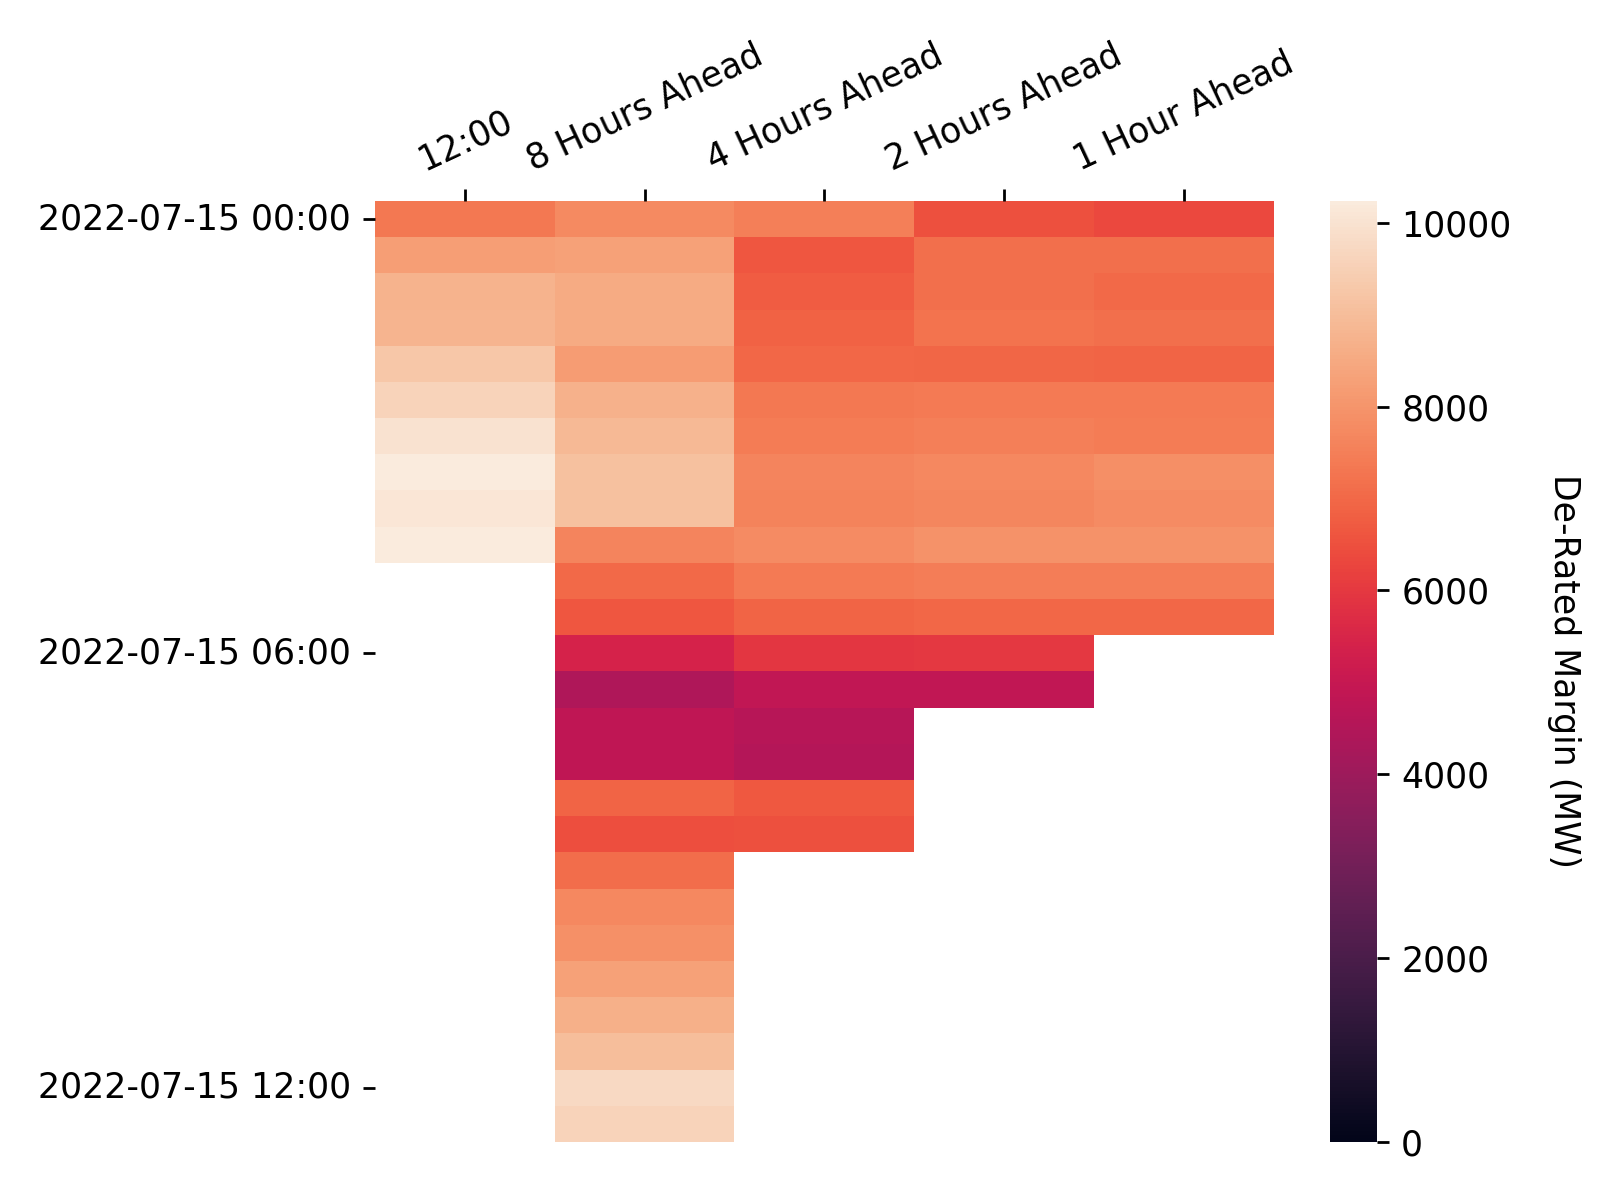 12:00
8 Hours Ahead
4 Hours Ahead
2 Hours Ahead
1 Hour Ahead
2022-07-15 00:00
2022-07-15 06:00
2022-07-15 12:00
10000
8000
6000
4000
2000
0
De-Rated Margin (MW)